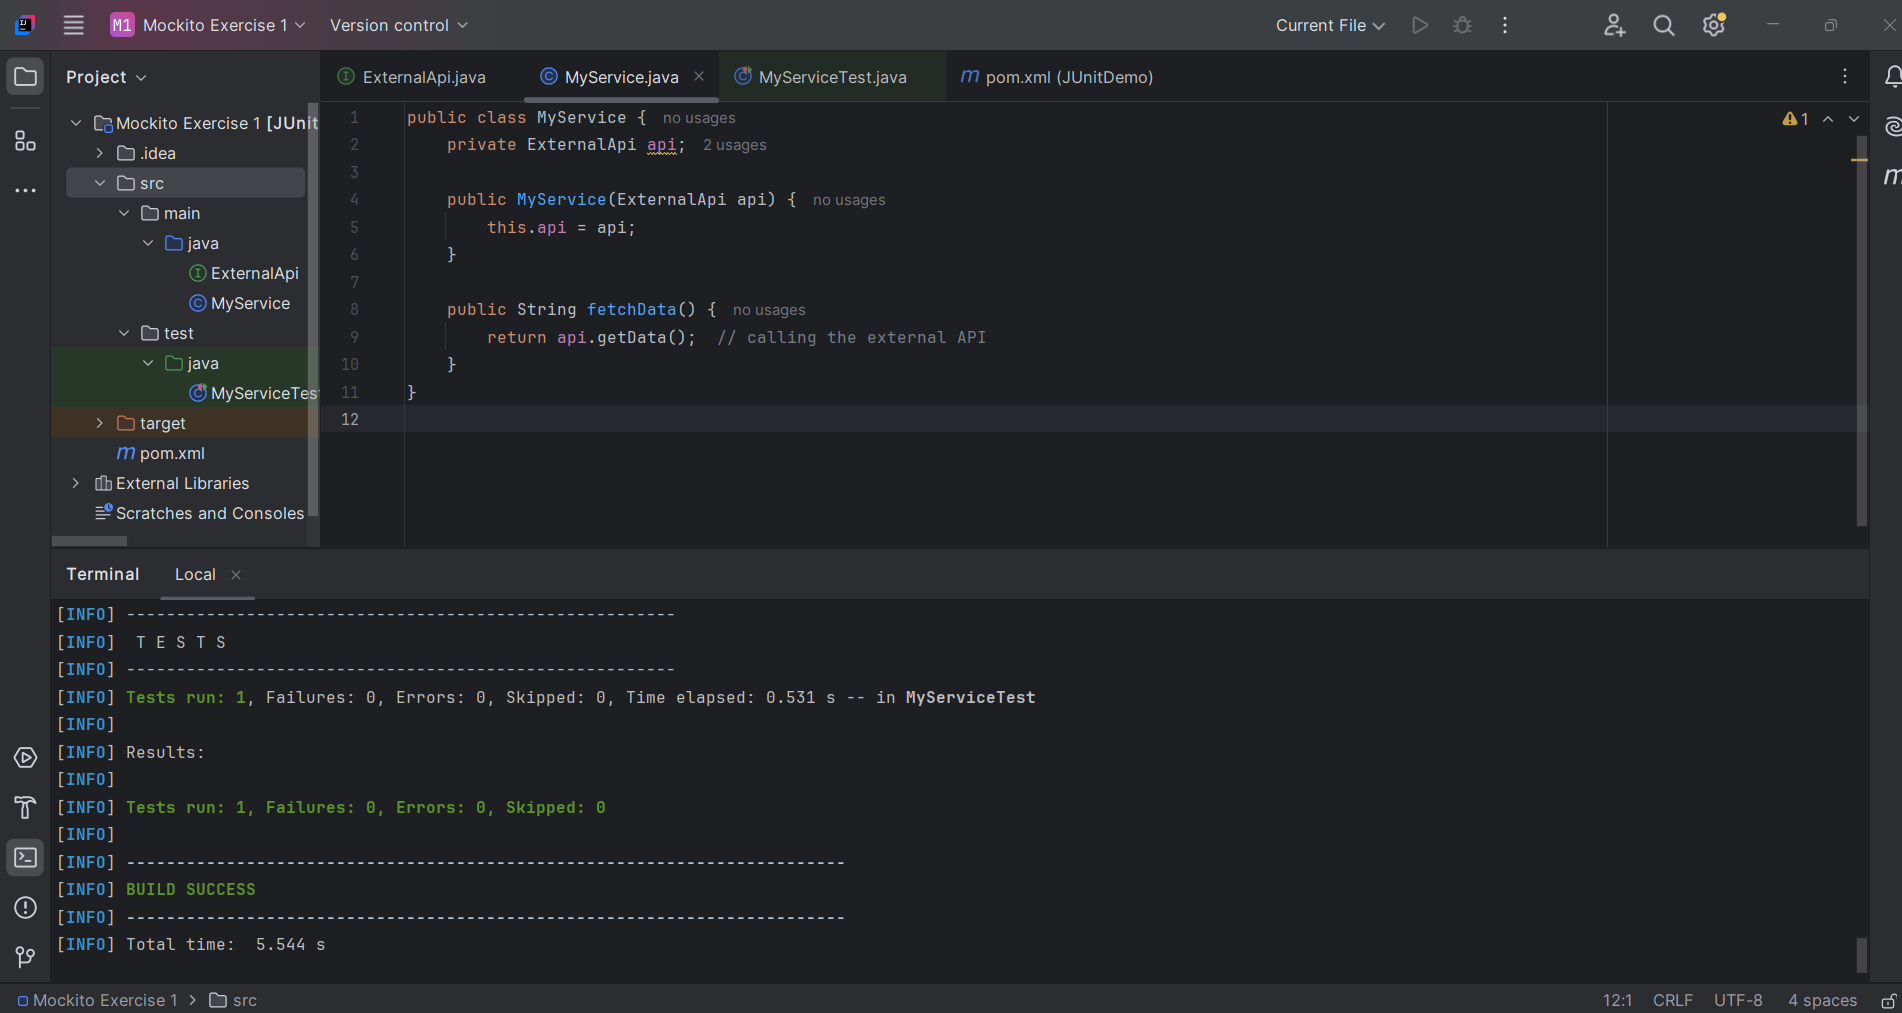 M1 Mockito Exercise 1 Version control Current File
Project
ExternalApi.java MyService.java MyServiceTest.java pom.xml (JUnitDemo)
Mockito Exercise 1 [JUnit
.idea
src
main
java
ExternalApi
MyService
test
java
MyServiceTest
target
pom.xml
External Libraries
Scratches and Consoles
1 public class MyService { no usages
2 private ExternalApi api; 2 usages
3
4 public MyService(ExternalApi api) { no usages
5 this.api = api;
6 }
7
8 public String fetchData() { no usages
9 return api.getData(); // calling the external API
10 }
11 }
12
1
Terminal Local
[INFO] -------------------------------------------------------
[INFO] T E S T S
[INFO] -------------------------------------------------------
[INFO] Tests run: 1, Failures: 0, Errors: 0, Skipped: 0, Time elapsed: 0.531 s -- in MyServiceTest
[INFO]
[INFO] Results:
[INFO]
[INFO] Tests run: 1, Failures: 0, Errors: 0, Skipped: 0
[INFO]
[INFO] ------------------------------------------------------------------------
[INFO] BUILD SUCCESS
[INFO] ------------------------------------------------------------------------
[INFO] Total time:  5.544 s
Mockito Exercise 1 > src 12:1 CRLF UTF-8 4 spaces